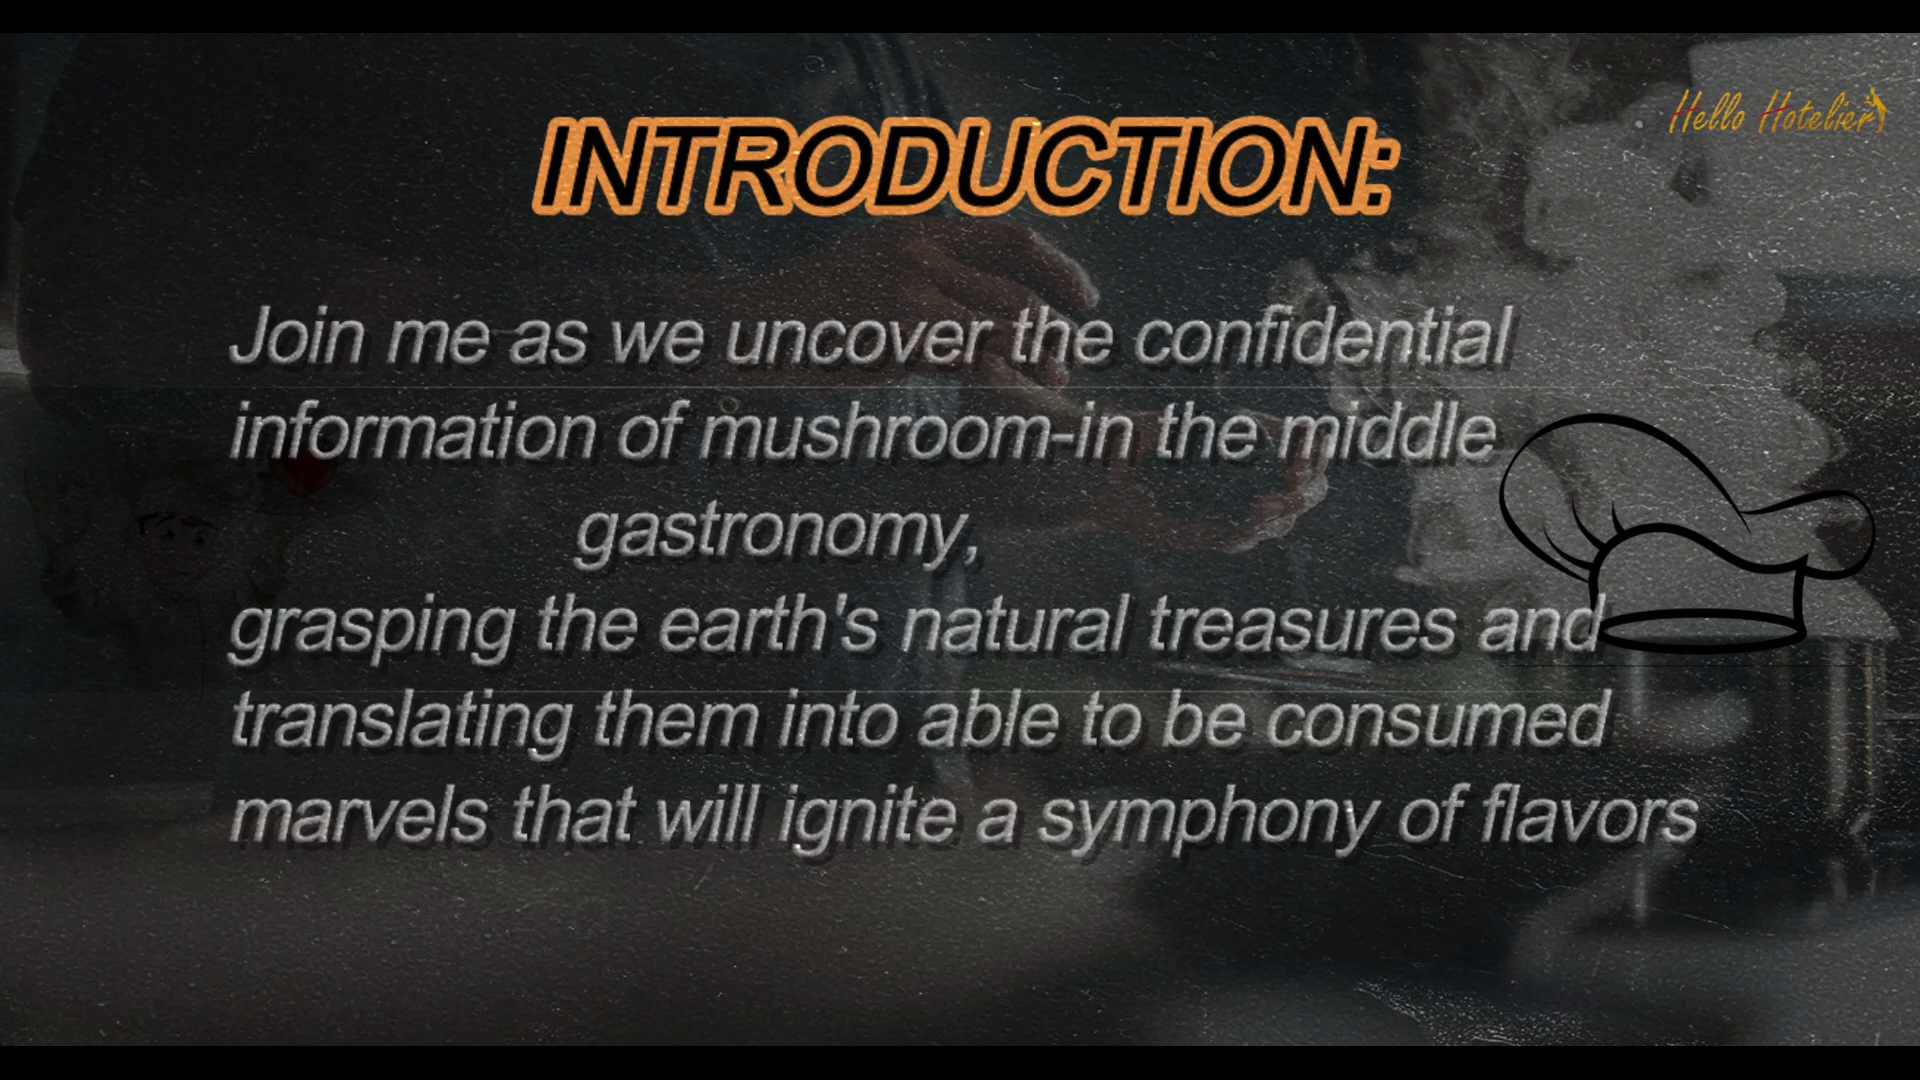 Hello Hotelier
INTRODUCTION:
Join me as we uncover the confidential
information of mushroom-in the middle
gastronomy,
grasping the earth's natural treasures and
translating them into able to be consumed
marvels that will ignite a symphony of flavors